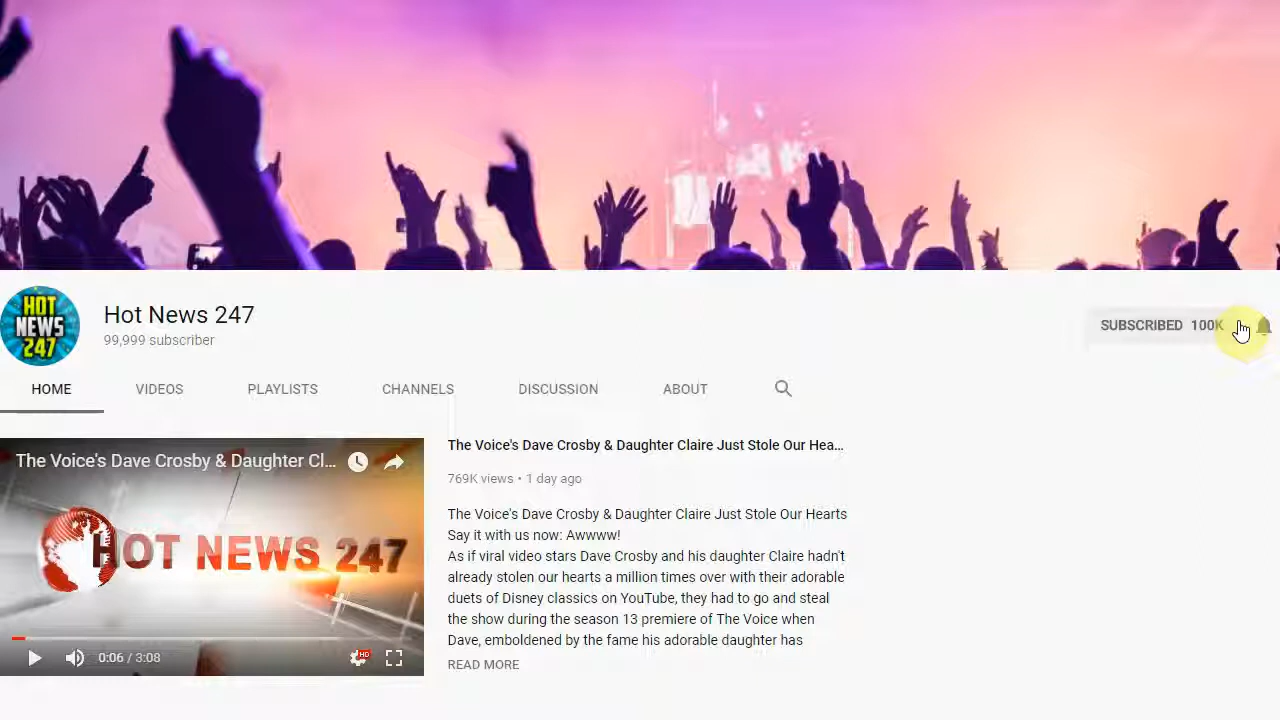 HOT
NEWS
247
Hot News 247
99,999 subscriber
SUBSCRIBED 100K
HOME VIDEOS PLAYLISTS CHANNELS DISCUSSION ABOUT
The Voice's Dave Crosby & Daughter Cl...
HOT NEWS 247
0:06 / 3:08
HD
The Voice's Dave Crosby & Daughter Claire Just Stole Our Hea...
769K views • 1 day ago
The Voice's Dave Crosby & Daughter Claire Just Stole Our Hearts
Say it with us now: Awwww!
As if viral video stars Dave Crosby and his daughter Claire hadn't
already stolen our hearts a million times over with their adorable
duets of Disney classics on YouTube, they had to go and steal
the show during the season 13 premiere of The Voice when
Dave, emboldened by the fame his adorable daughter has
READ MORE